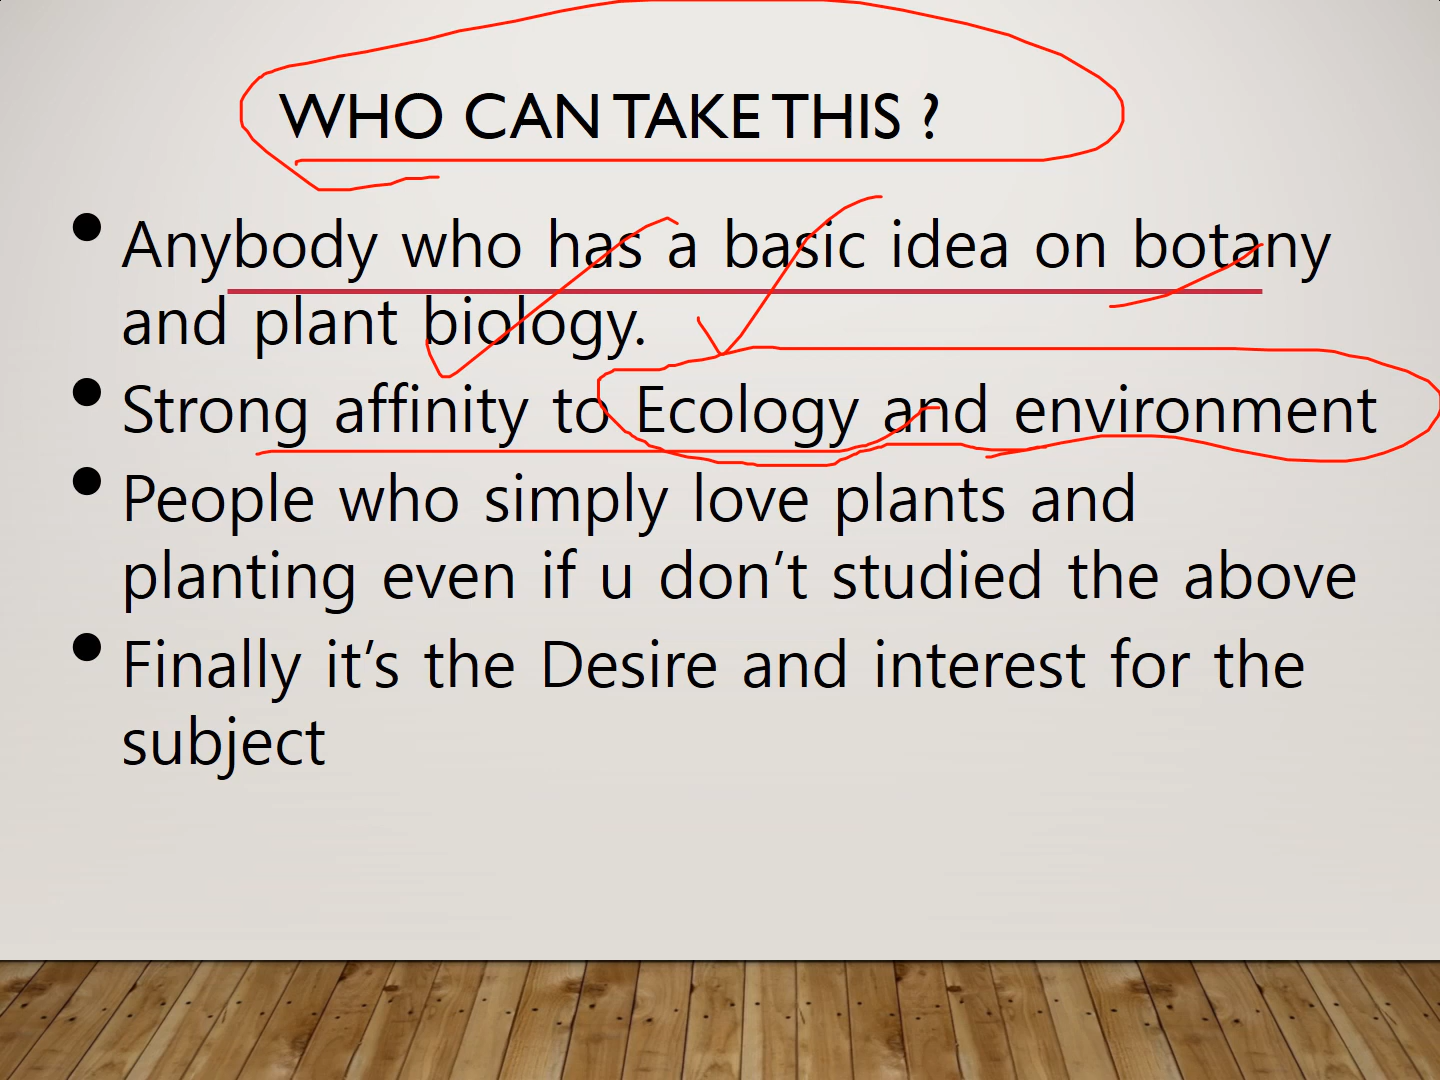 WHO CAN TAKE THIS ?
• Anybody who has a basic idea on botany
and plant biology.
• Strong affinity to Ecology and environment
• People who simply love plants and
planting even if u don’t studied the above
• Finally it’s the Desire and interest for the
subject